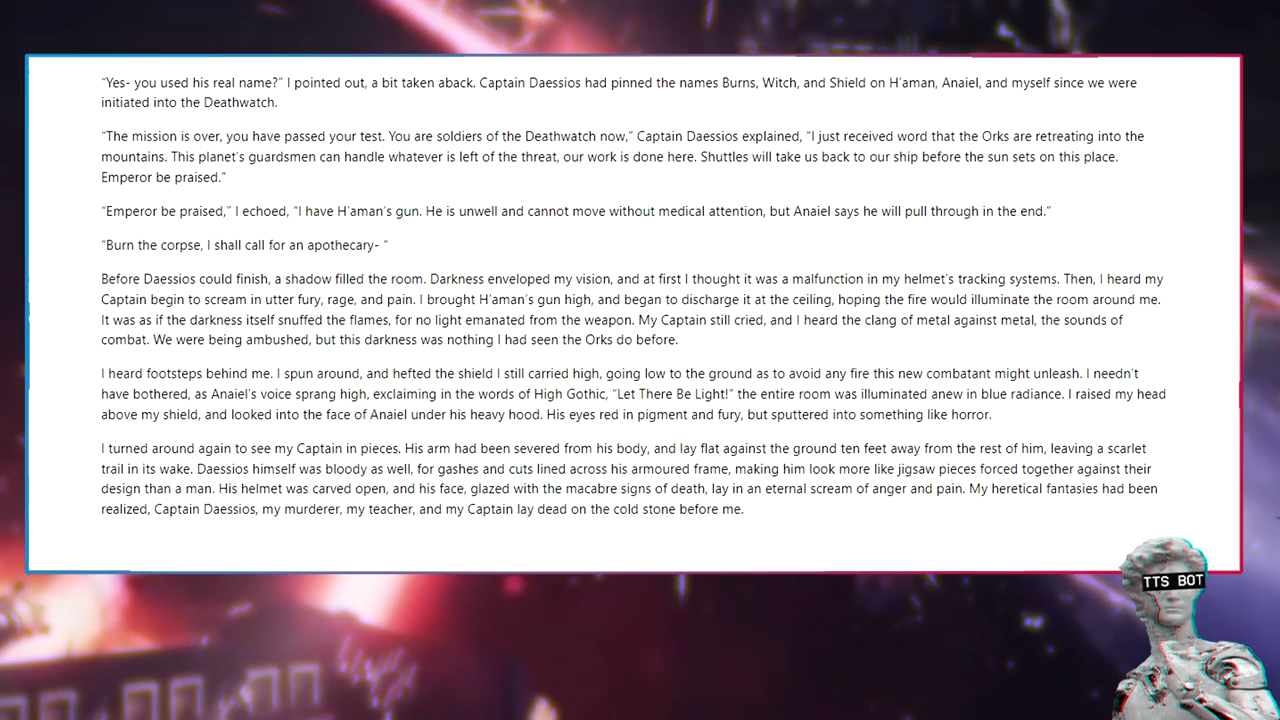 “Yes- you used his real name?” I pointed out, a bit taken aback. Captain Daessios had pinned the names Burns, Witch, and Shield on H’aman, Anaiel, and myself since we were
initiated into the Deathwatch.
“The mission is over, you have passed your test. You are soldiers of the Deathwatch now,” Captain Daessios explained, “I just received word that the Orks are retreating into the
mountains. This planet’s guardsmen can handle whatever is left of the threat, our work is done here. Shuttles will take us back to our ship before the sun sets on this place.
Emperor be praised.”
“Emperor be praised,” I echoed, “I have H’aman’s gun. He is unwell and cannot move without medical attention, but Anaiel says he will pull through in the end.”
“Burn the corpse, I shall call for an apothecary- “
Before Daessios could finish, a shadow filled the room. Darkness enveloped my vision, and at first I thought it was a malfunction in my helmet’s tracking systems. Then, I heard my
Captain begin to scream in utter fury, rage, and pain. I brought H’aman’s gun high, and began to discharge it at the ceiling, hoping the fire would illuminate the room around me.
It was as if the darkness itself snuffed the flames, for no light emanated from the weapon. My Captain still cried, and I heard the clang of metal against metal, the sounds of
combat. We were being ambushed, but this darkness was nothing I had seen the Orks do before.
I heard footsteps behind me. I spun around, and hefted the shield I still carried high, going low to the ground as to avoid any fire this new combatant might unleash. I needn’t
have bothered, as Anaiel’s voice sprang high, exclaiming in the words of High Gothic, “Let There Be Light!” the entire room was illuminated anew in blue radiance. I raised my head
above my shield, and looked into the face of Anaiel under his heavy hood. His eyes red in pigment and fury, but sputtered into something like horror.
I turned around again to see my Captain in pieces. His arm had been severed from his body, and lay flat against the ground ten feet away from the rest of him, leaving a scarlet
trail in its wake. Daessios himself was bloody as well, for gashes and cuts lined across his armoured frame, making him look more like jigsaw pieces forced together against their
design than a man. His helmet was carved open, and his face, glazed with the macabre signs of death, lay in an eternal scream of anger and pain. My heretical fantasies had been
realized, Captain Daessios, my murderer, my teacher, and my Captain lay dead on the cold stone before me.
TTS BOT